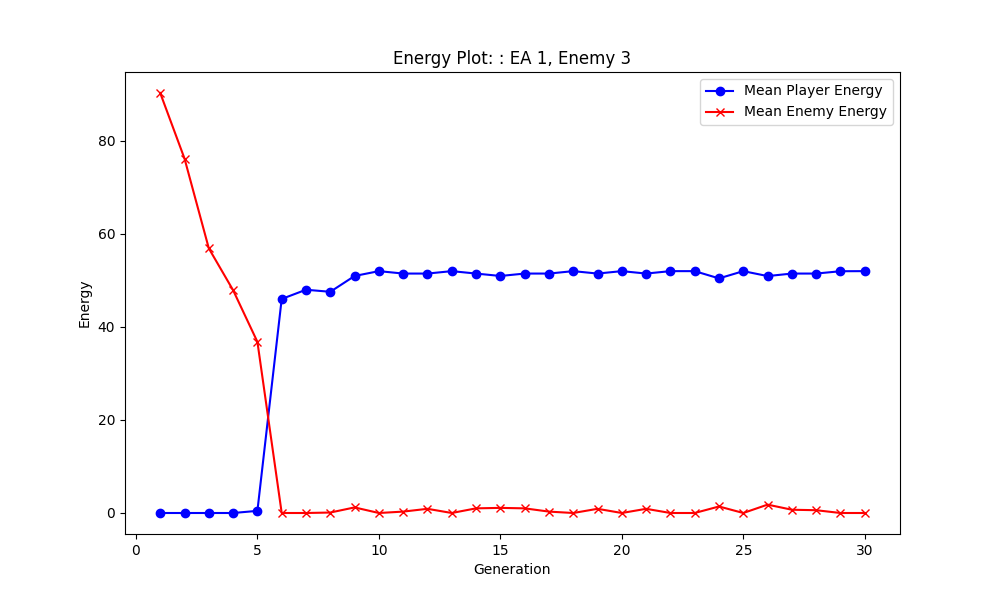 Energy Plot: : EA 1, Enemy 3
Mean Player Energy
Mean Enemy Energy
Energy
80
60
40
20
0
0 5 10 15 20 25 30
Generation